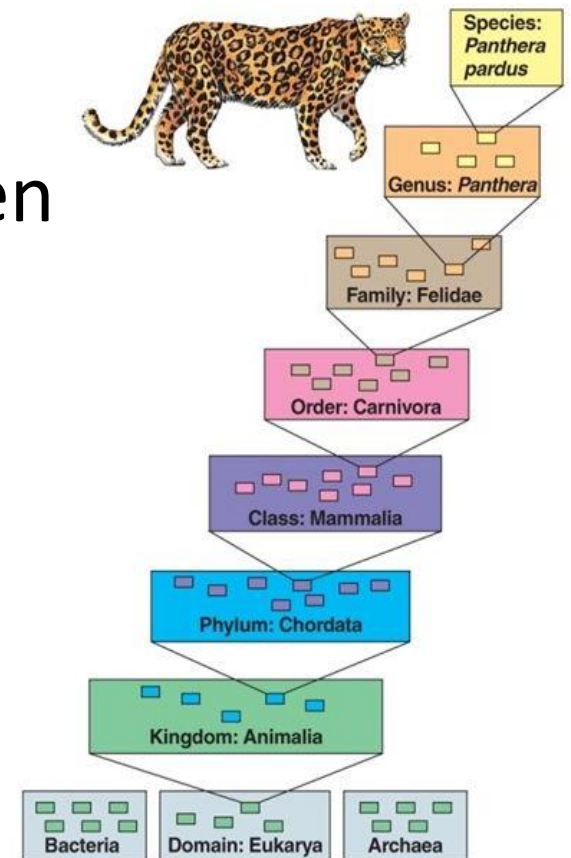 Species:
Panthera
pardus
en
Genus: Panthera
Family: Felidae
Order: Carnivora
Class: Mammalia
Phylum: Chordata
Kingdom: Animalia
Bacteria
Domain: Eukarya
Archaea